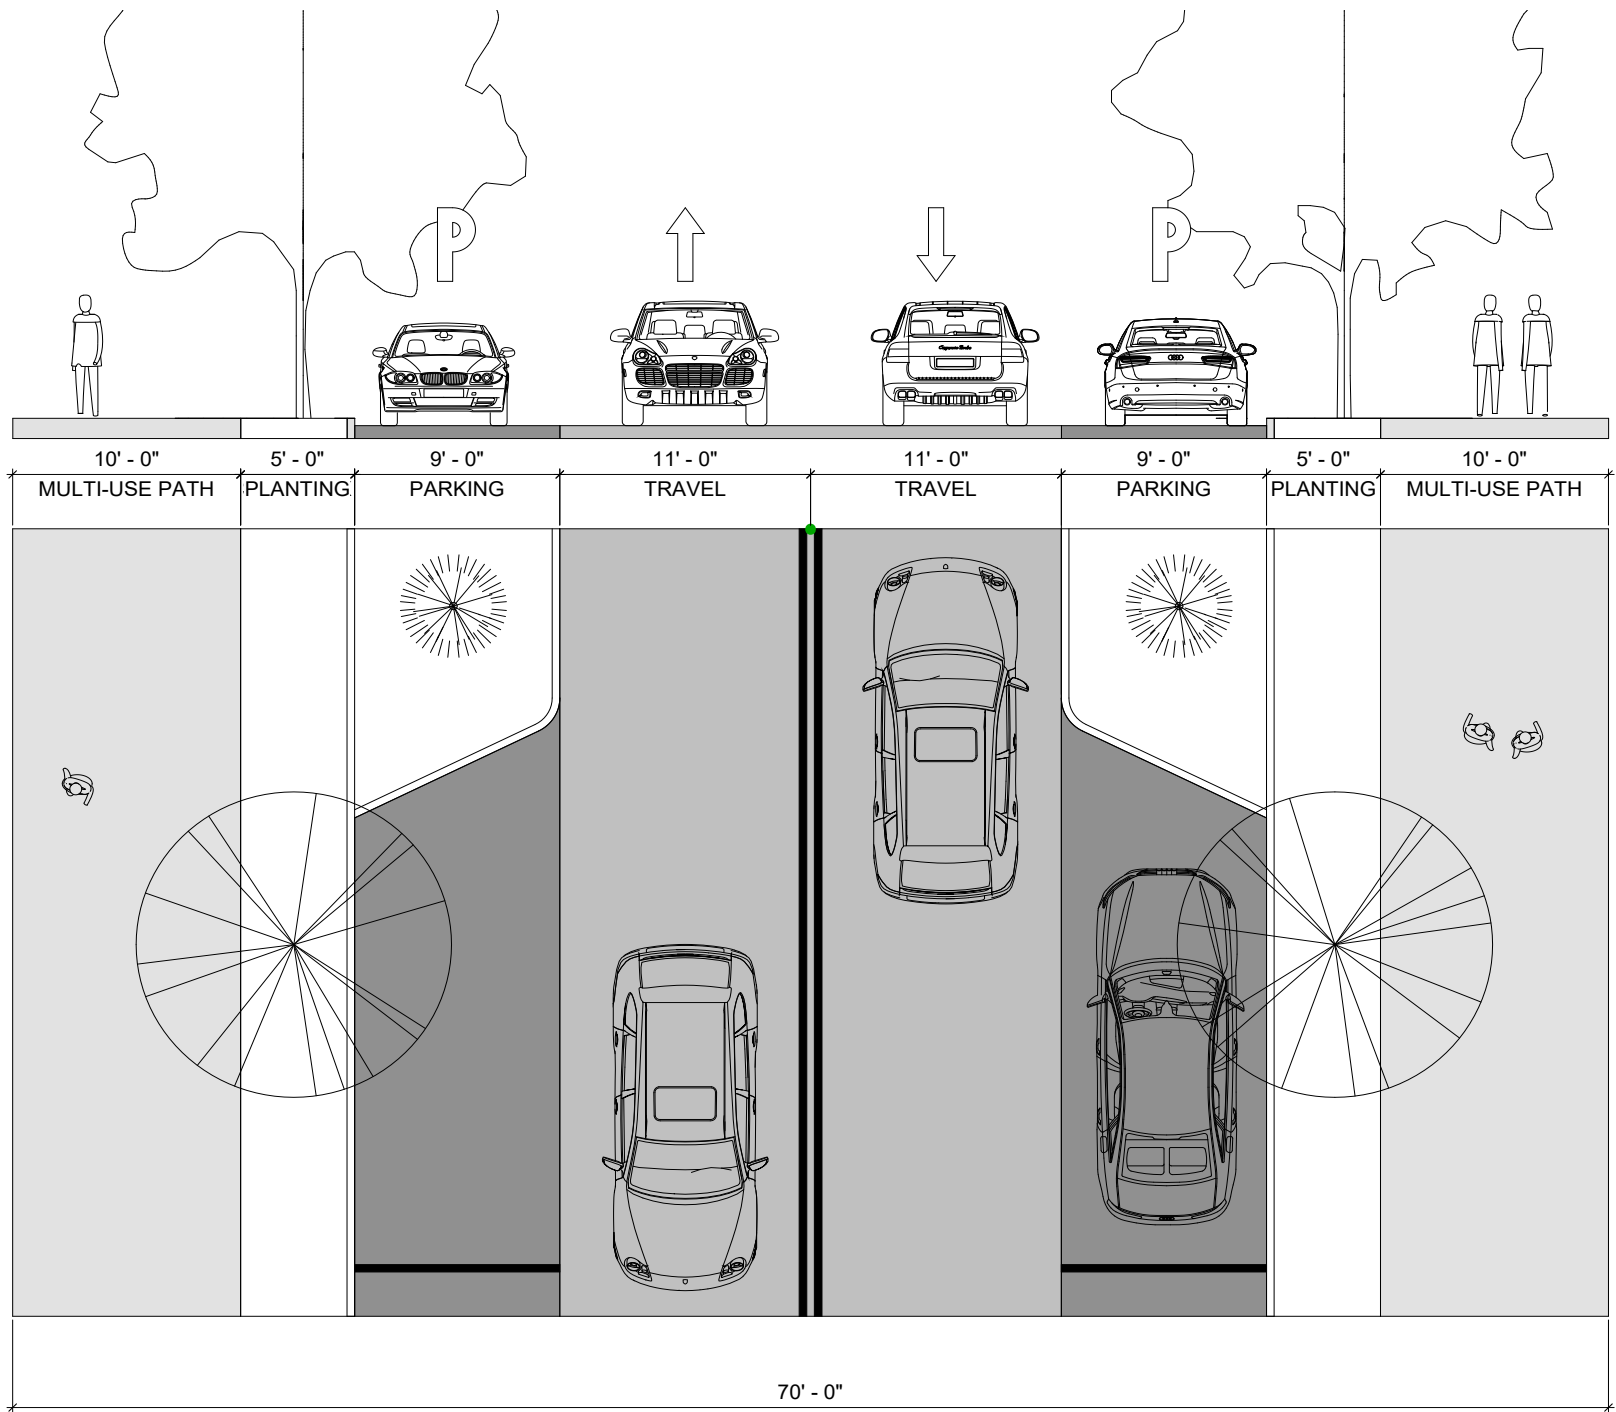 P P
10' - 0" 5' - 0" 9' - 0" 11' - 0" 11' - 0" 9' - 0" 5' - 0" 10' - 0"
MULTI-USE PATH PLANTING PARKING TRAVEL TRAVEL PARKING PLANTING MULTI-USE PATH
70' - 0"